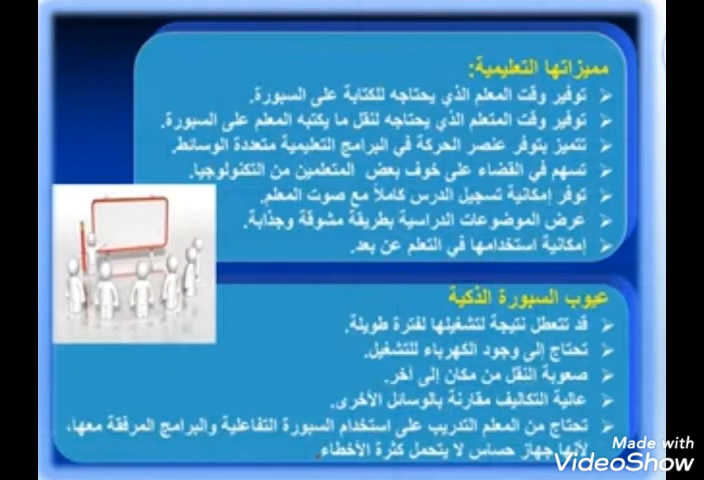 مميزاتها التعليمية:
توفير وقت المعلم الذي يحتاجه للكتابة على السبورة.
توفير وقت المتعلم الذي يحتاجه لنقل ما يكتبه المعلم على السبورة.
تتميز بتوفر عنصر الحركة في البرامج التعليمية متعددة الوسائط.
تسهم في القضاء على خوف بعض المتعلمين من التكنولوجيا.
توفر إمكانية تسجيل الدرس كاملاً مع صوت المعلم.
عرض الموضوعات الدراسية بطريقة مشوقة وجذابة.
إمكانية استخدامها في التعلم عن بعد.
عيوب السبورة الذكية
قد تتعطل نتيجة لتشغيلها لفترة طويلة.
تحتاج إلى وجود الكهرباء للتشغيل.
صعوبة النقل من مكان إلى آخر.
عالية التكاليف مقارنة بالوسائل الأخرى.
تحتاج من المعلم التدريب على استخدام السبورة التفاعلية والبرامج المرفقة معها،
لأنها جهاز حساس لا يتحمل كثرة الأخطاء.
Made with
VideoShow